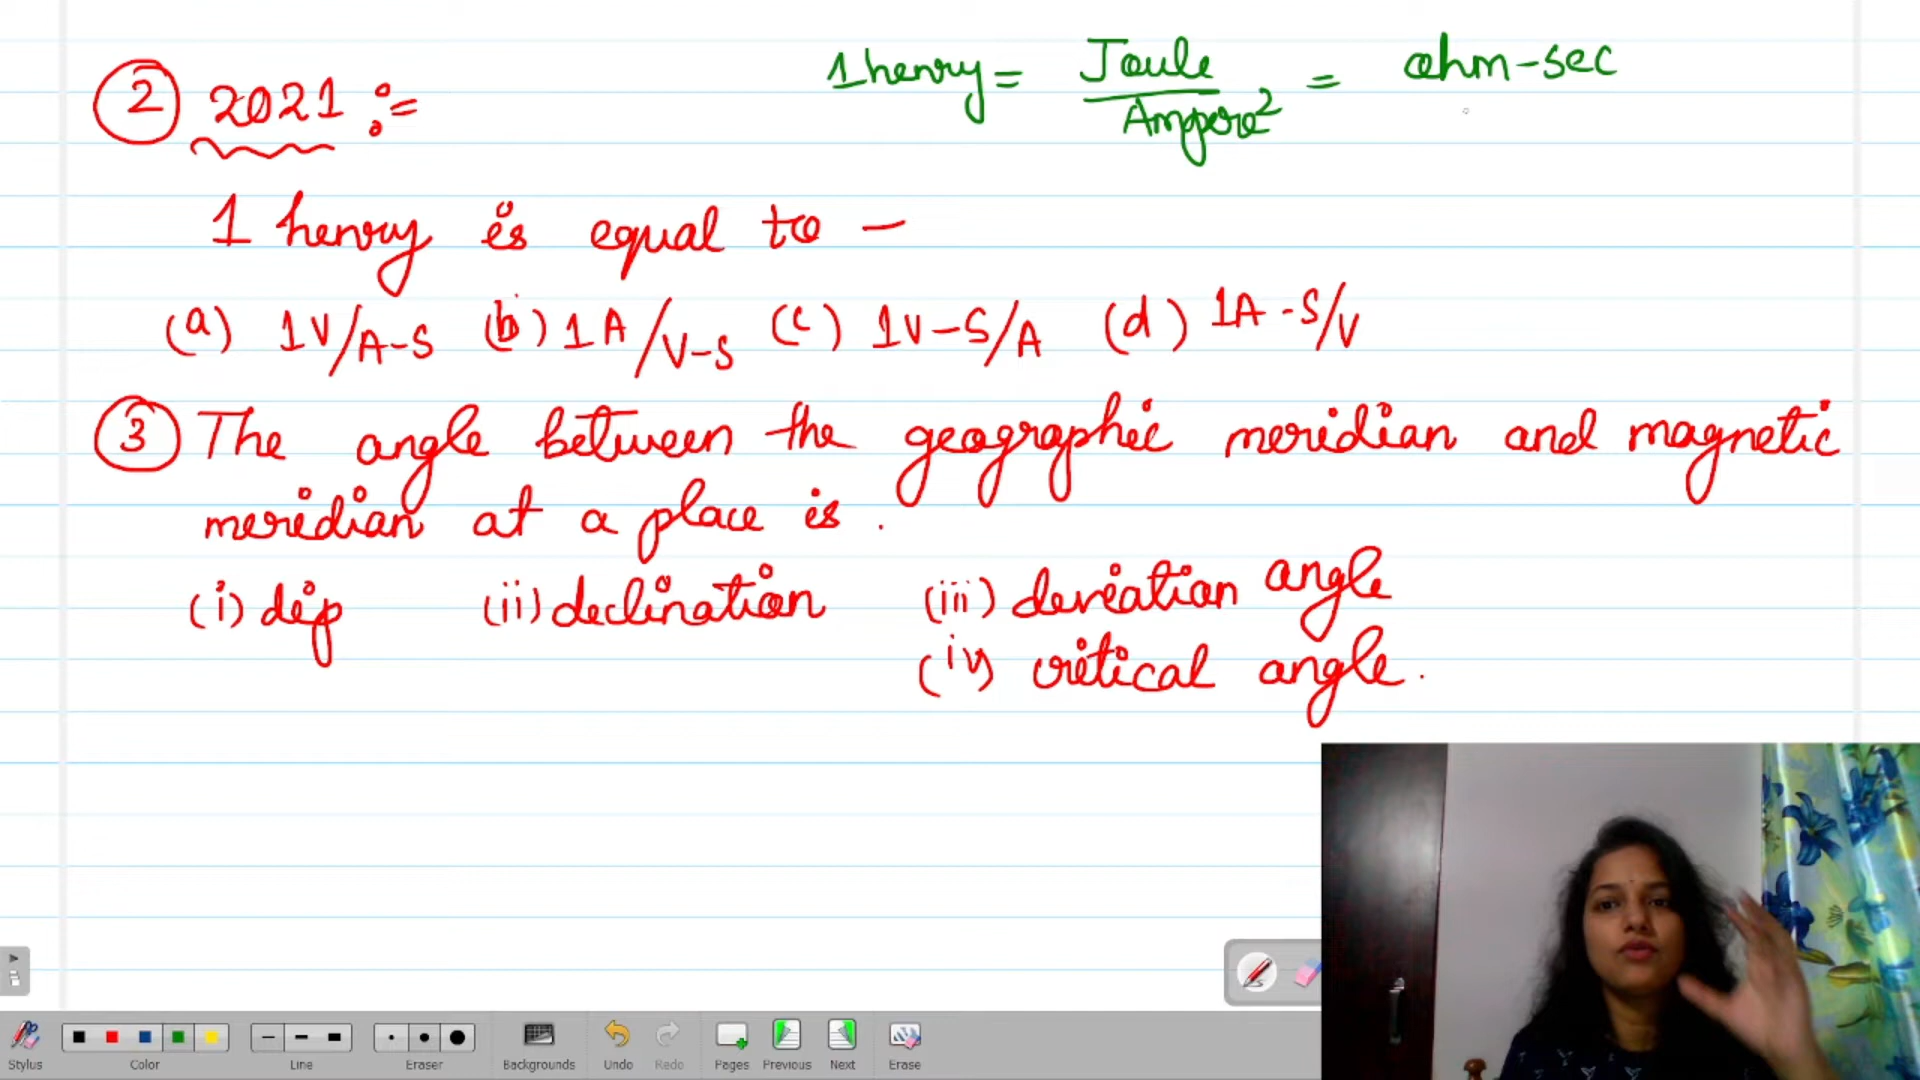 1 henry = Joule / Ampere² = ohm-sec
② 2021 :=
1 henry is equal to –
(a) 1V/A-S (b) 1A/V-S (c) 1V-S/A (d) 1A-S/V
③ The angle between the geographic meridian and magnetic
meridian at a place is .
(i) dip (ii) declination (iii) deviation angle
(iv) critical angle.
Stylus Color Line Eraser Backgrounds Undo Redo Pages Previous Next Erase